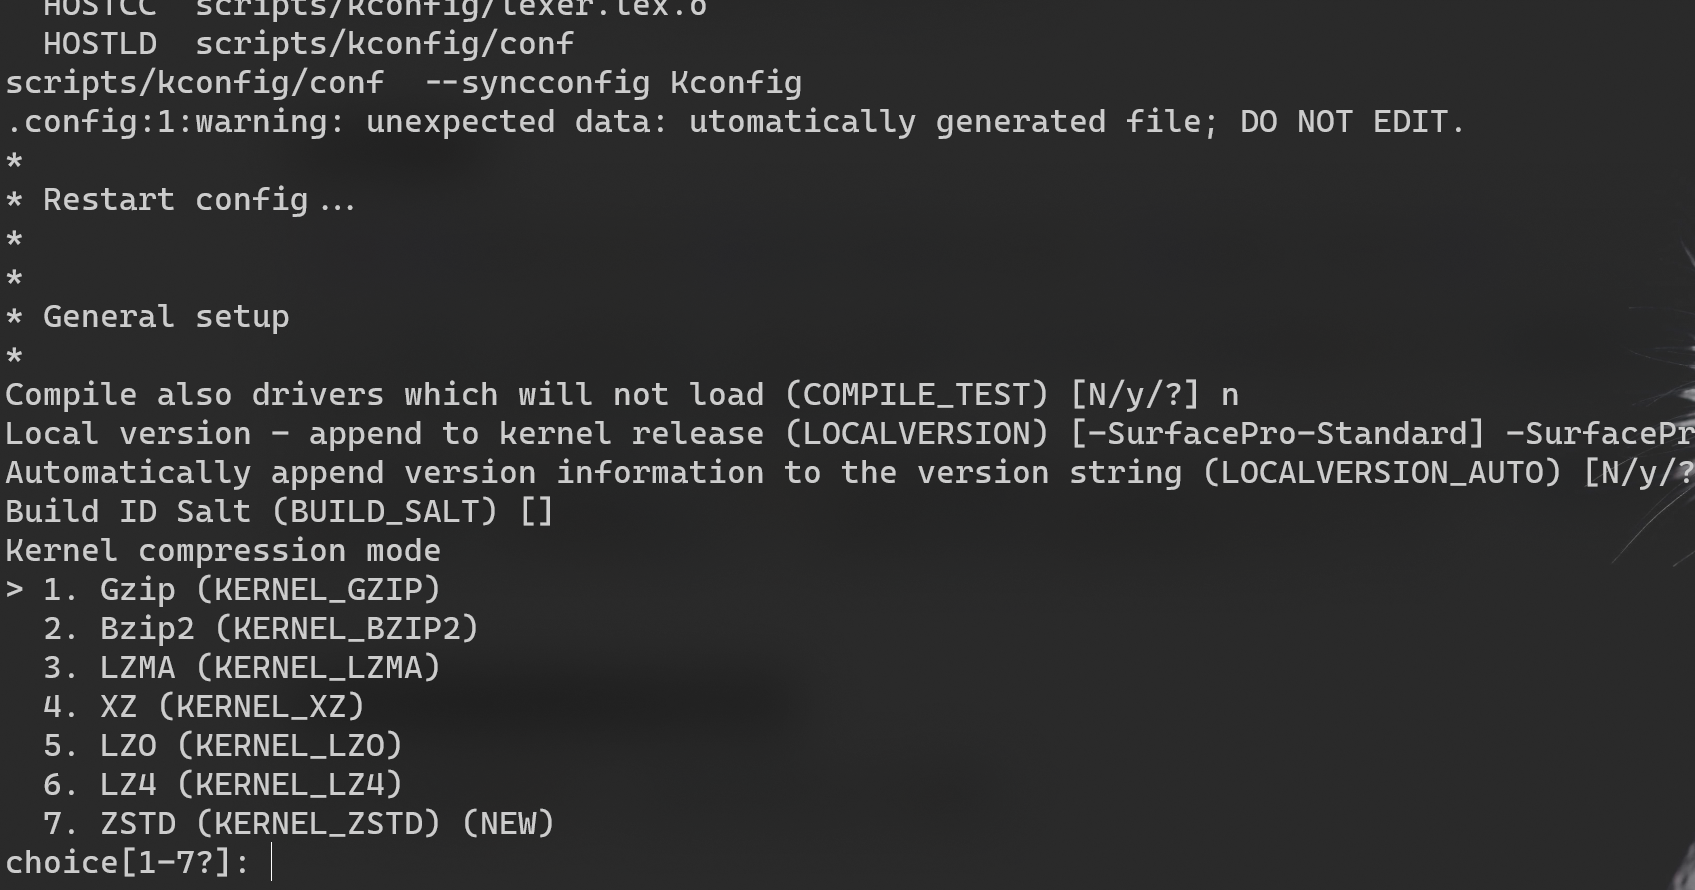 HOSTCC  scripts/kconfig/lexer.lex.o
HOSTLD  scripts/kconfig/conf
scripts/kconfig/conf  --syncconfig Kconfig
.config:1:warning: unexpected data: utomatically generated file; DO NOT EDIT.
*
* Restart config...
*
*
* General setup
*
Compile also drivers which will not load (COMPILE_TEST) [N/y/?] n
Local version - append to kernel release (LOCALVERSION) [-SurfacePro-Standard] -SurfacePr
Automatically append version information to the version string (LOCALVERSION_AUTO) [N/y/?
Build ID Salt (BUILD_SALT) []
Kernel compression mode
> 1. Gzip (KERNEL_GZIP)
  2. Bzip2 (KERNEL_BZIP2)
  3. LZMA (KERNEL_LZMA)
  4. XZ (KERNEL_XZ)
  5. LZO (KERNEL_LZO)
  6. LZ4 (KERNEL_LZ4)
  7. ZSTD (KERNEL_ZSTD) (NEW)
choice[1-7?]: